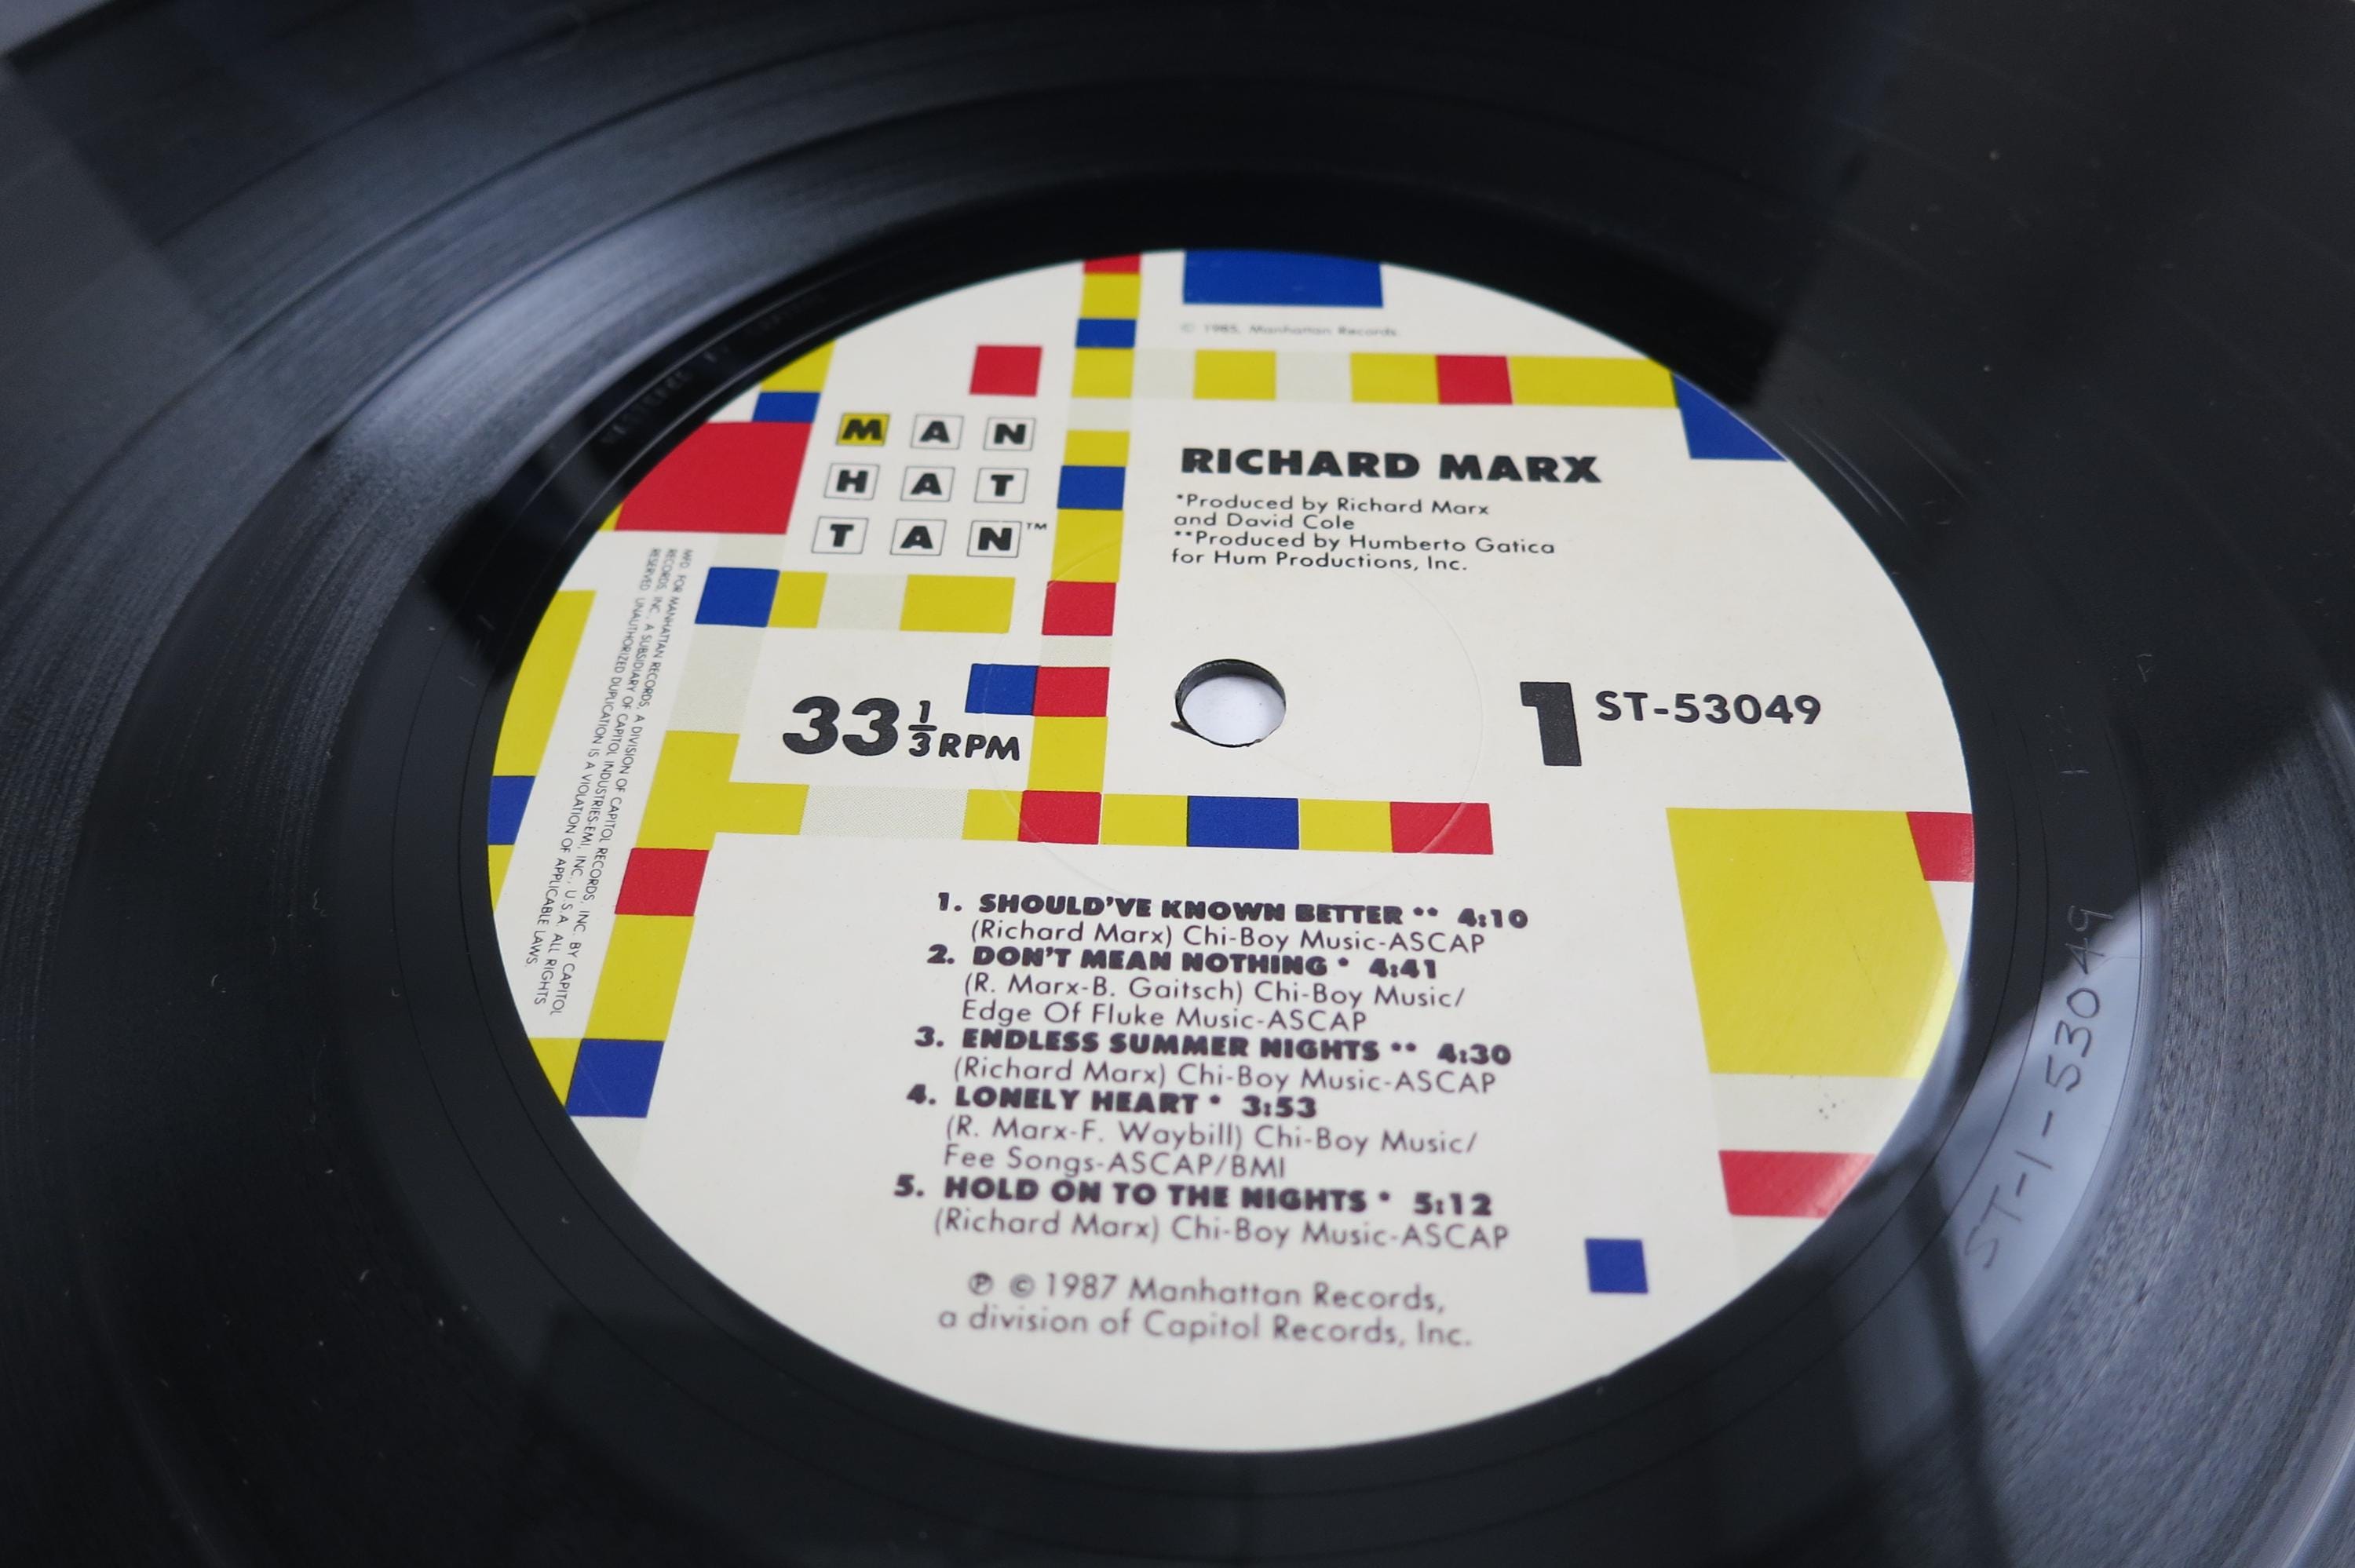 © 1985, Manhattan Records.
M A N
H A T
T A N™
RICHARD MARX
*Produced by Richard Marx
and David Cole
**Produced by Humberto Gatica
for Hum Productions, Inc.
33 1/3 RPM
1 ST-53049
1. SHOULD'VE KNOWN BETTER ** 4:10
(Richard Marx) Chi-Boy Music-ASCAP
2. DON'T MEAN NOTHING * 4:41
(R. Marx-B. Gaitsch) Chi-Boy Music/
Edge Of Fluke Music-ASCAP
3. ENDLESS SUMMER NIGHTS ** 4:30
(Richard Marx) Chi-Boy Music-ASCAP
4. LONELY HEART * 3:53
(R. Marx-F. Waybill) Chi-Boy Music/
Fee Songs-ASCAP/BMI
5. HOLD ON TO THE NIGHTS * 5:12
(Richard Marx) Chi-Boy Music-ASCAP
℗ © 1987 Manhattan Records,
a division of Capitol Records, Inc.
MFD. FOR MANHATTAN RECORDS, A DIVISION OF CAPITOL RECORDS, INC. BY CAPITOL
RECORDS, INC., A SUBSIDIARY OF CAPITOL INDUSTRIES-EMI, INC., U.S.A. ALL RIGHTS
RESERVED. UNAUTHORIZED DUPLICATION IS A VIOLATION OF APPLICABLE LAWS.
ST-1-53049